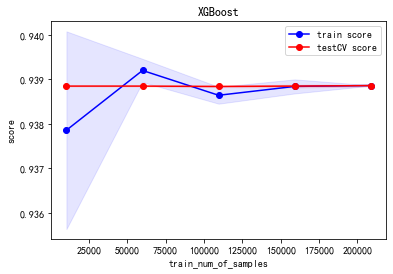 XGBoost
train score
testCV score
0.940
0.939
0.938
0.937
0.936
score
25000 50000 75000 100000 125000 150000 175000 200000
train_num_of_samples